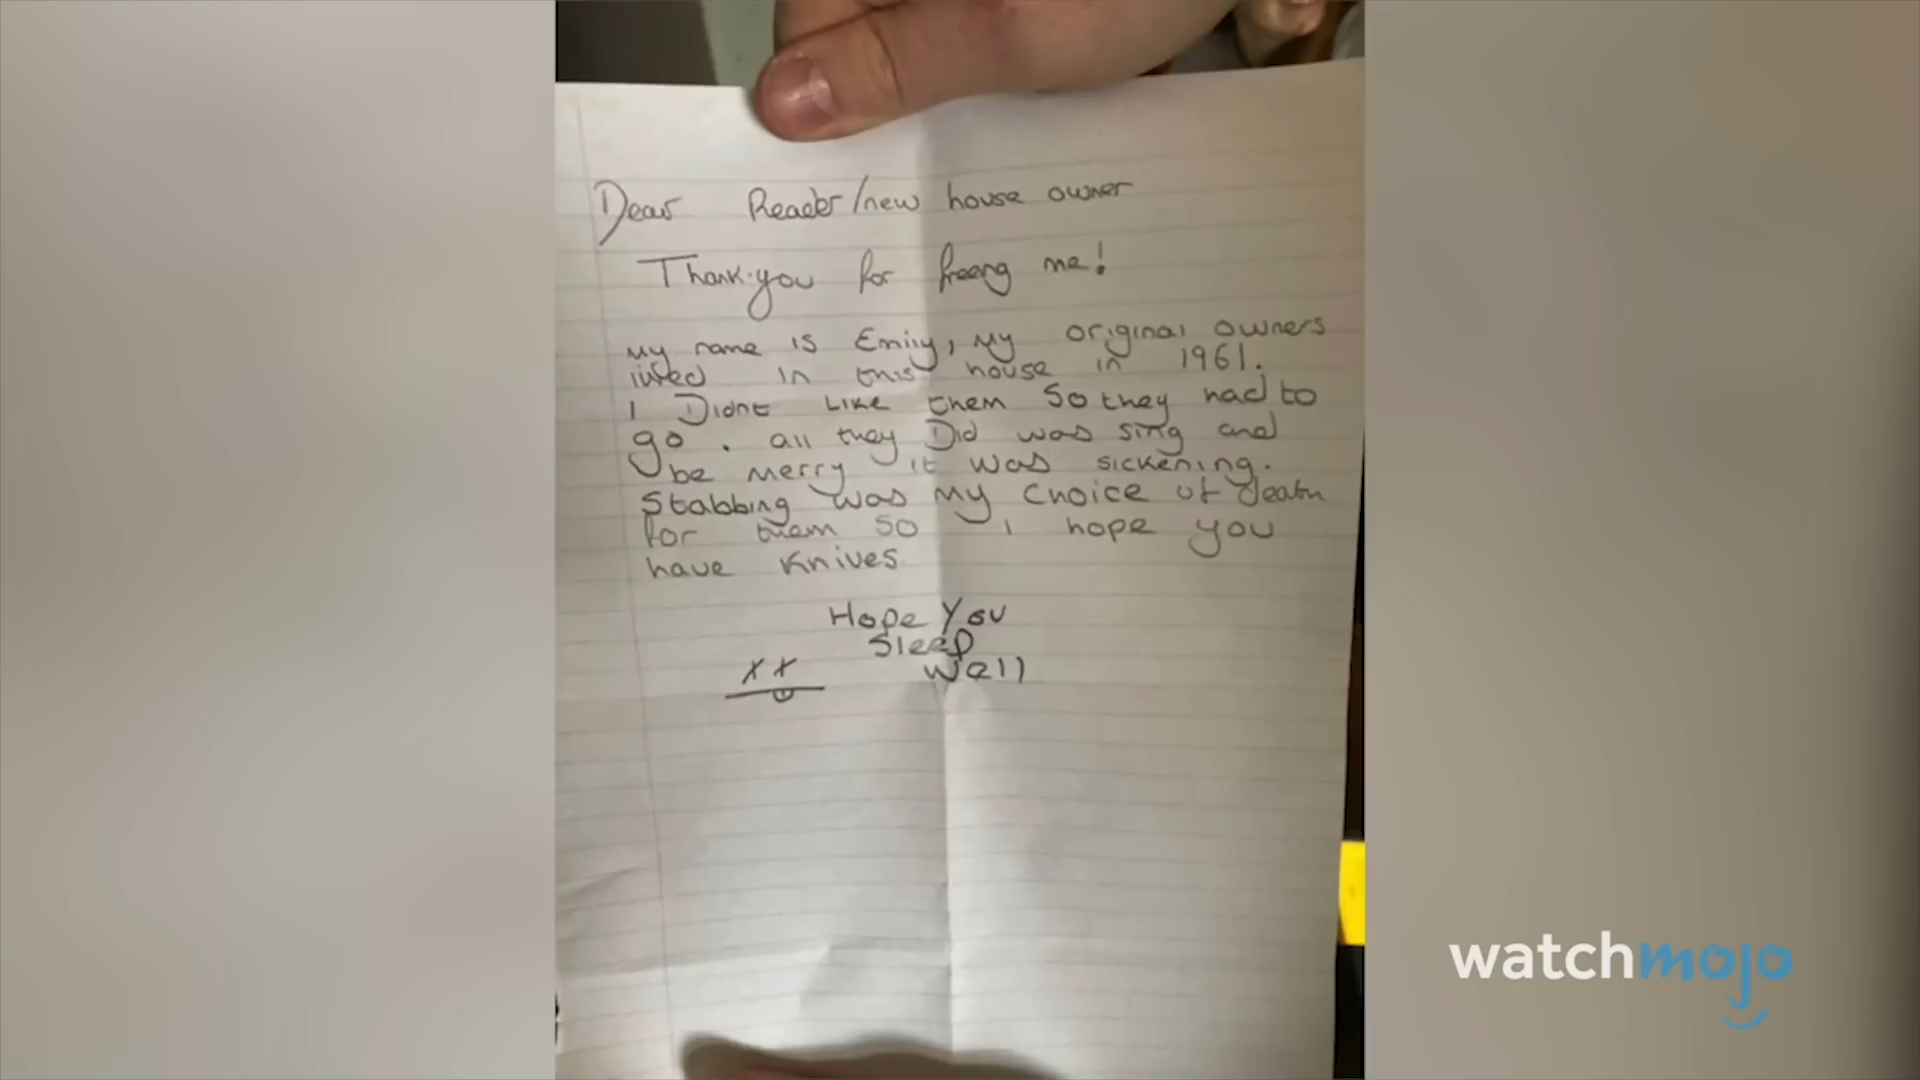 Dear Reader/new house owner
Thank.you for freeng me!
My name is Emily, My original owners
lived in this house in 1961.
I Didnt Like them So they had to
go. all they Did was sing and
be merry it was sickening.
Stabbing was My choice of death
for them so I hope you
have Knives
Hope You
Sleep
Well
XX
watchmojo